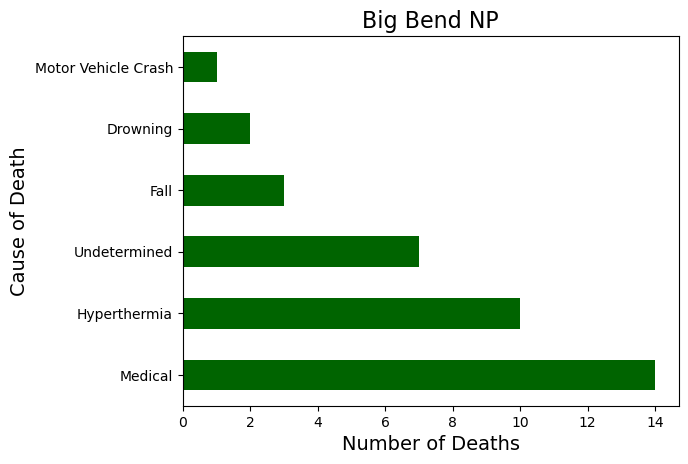 Big Bend NP
Cause of Death
Motor Vehicle Crash
Drowning
Fall
Undetermined
Hyperthermia
Medical
0 2 4 6 8 10 12 14
Number of Deaths